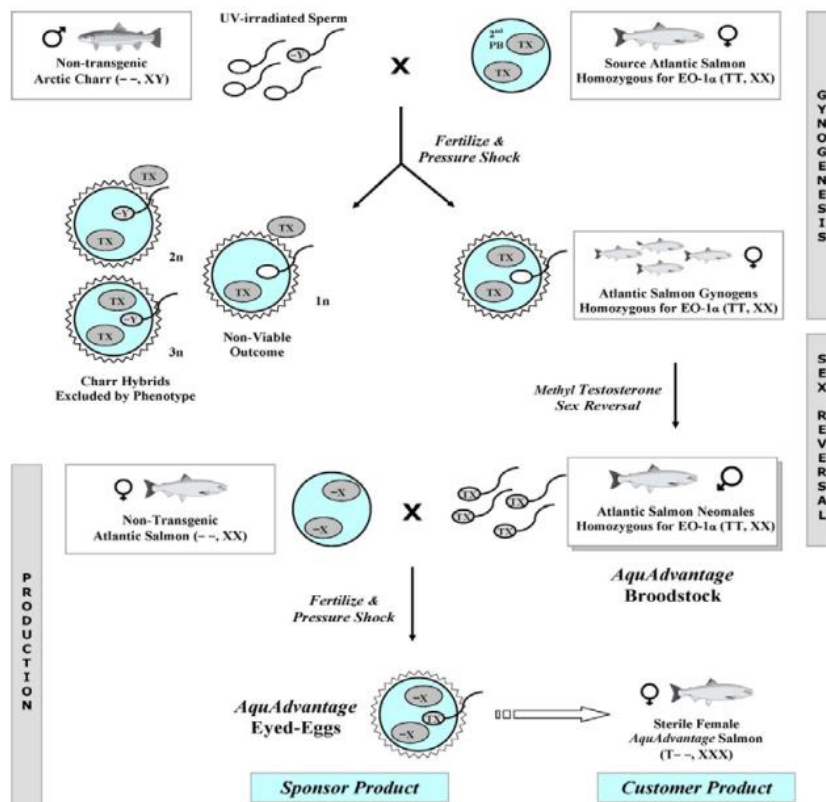 UV-irradiated Sperm
Non-transgenic
Arctic Charr (– –, XY)
–Y
X
2nd
PB
TX
TX
Source Atlantic Salmon
Homozygous for EO-1α (TT, XX)
GYNOGENESIS
Fertilize &
Pressure Shock
TX
–Y
TX
2n
TX
TX
–Y
3n
Charr Hybrids
Excluded by Phenotype
TX
TX
1n
Non-Viable
Outcome
TX
TX
Atlantic Salmon Gynogens
Homozygous for EO-1α (TT, XX)
Methyl Testosterone
Sex Reversal
SEX REVERSAL
Non-Transgenic
Atlantic Salmon (– –, XX)
–X
–X
X
TX
TX
TX
TX
Atlantic Salmon Neomales
Homozygous for EO-1α (TT, XX)
AquAdvantage
Broodstock
PRODUCTION
Fertilize &
Pressure Shock
AquAdvantage
Eyed-Eggs
–X
TX
–X
Sterile Female
AquAdvantage Salmon
(T– –, XXX)
Sponsor Product
Customer Product